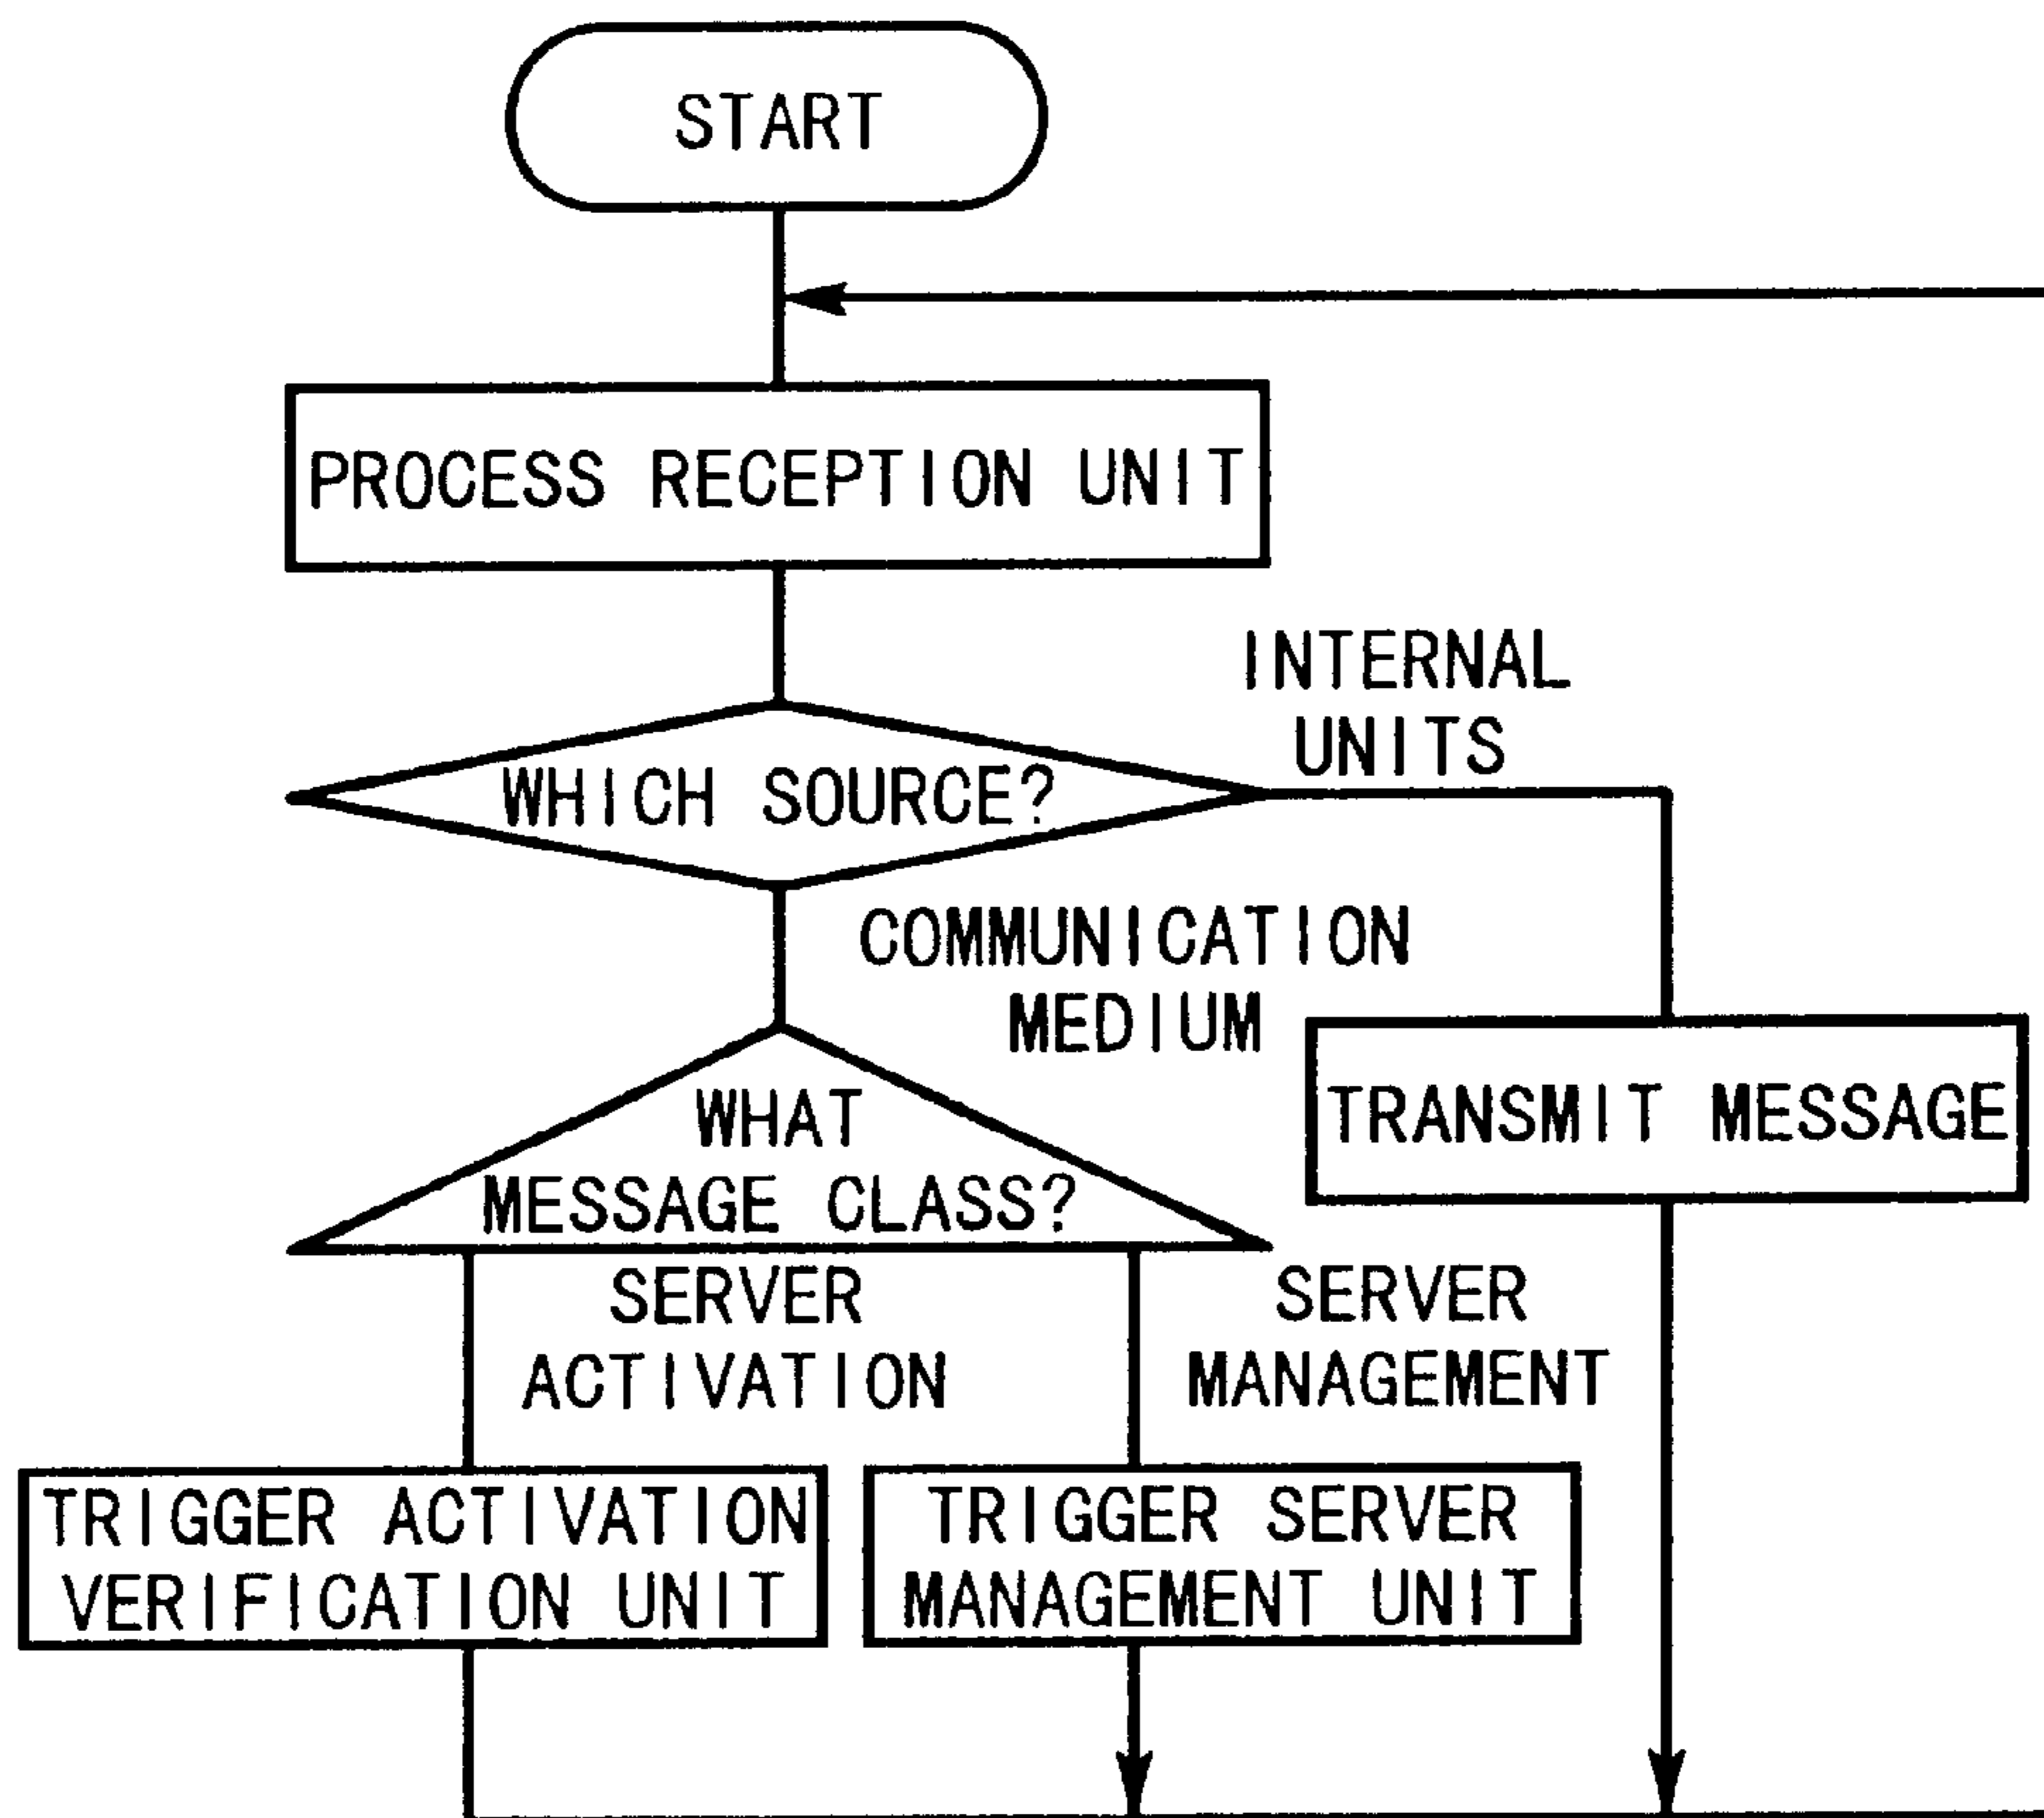 START
PROCESS RECEPTION UNIT
INTERNAL
UNITS
WHICH SOURCE?
COMMUNICATION
MEDIUM
WHAT
MESSAGE CLASS?
TRANSMIT MESSAGE
SERVER
ACTIVATION
SERVER
MANAGEMENT
TRIGGER ACTIVATION
VERIFICATION UNIT
TRIGGER SERVER
MANAGEMENT UNIT